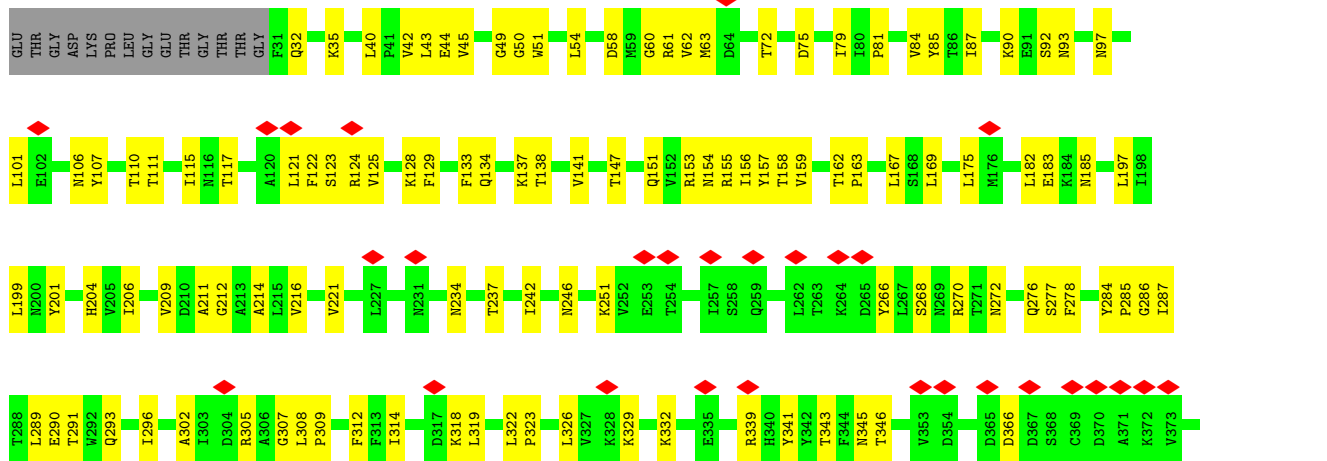 GLU THR GLY ASP LYS PRO LEU GLY GLU THR GLY THR THR GLY F31 Q32 K35 L40 P41 V42 L43 E44 V45 G49 G50 W51 L54 D58 M59 G60 R61 V62 M63 D64 T72 D75 I79 I80 P81 V84 Y85 T86 I87 K90 E91 S92 N93 N97
L101 E102 N106 Y107 T110 T111 I115 N116 T117 A120 L121 F122 S123 R124 V125 K128 F129 F133 Q134 K137 T138 V141 T147 Q151 V152 R153 N154 R155 I156 Y157 T158 V159 T162 P163 L167 S168 L169 L175 M176 L182 E183 K184 N185 L197 I198
L199 N200 Y201 H204 V205 I206 V209 D210 A211 G212 A213 A214 L215 V216 V221 L227 N231 N234 T237 I242 N246 K251 V252 E253 T254 I257 S258 Q259 L262 T263 K264 D265 Y266 L267 S268 N269 R270 T271 N272 Q276 S277 F278 Y284 P285 G286 I287
T288 L289 E290 T291 W292 Q293 I296 A302 I303 D304 R305 A306 G307 L308 P309 F312 F313 I314 D317 K318 L319 L322 P323 L326 V327 K328 K329 K332 E335 R339 H340 Y341 Y342 T343 F344 N345 T346 V353 D354 D365 D366 D367 S368 C369 D370 A371 K372 V373